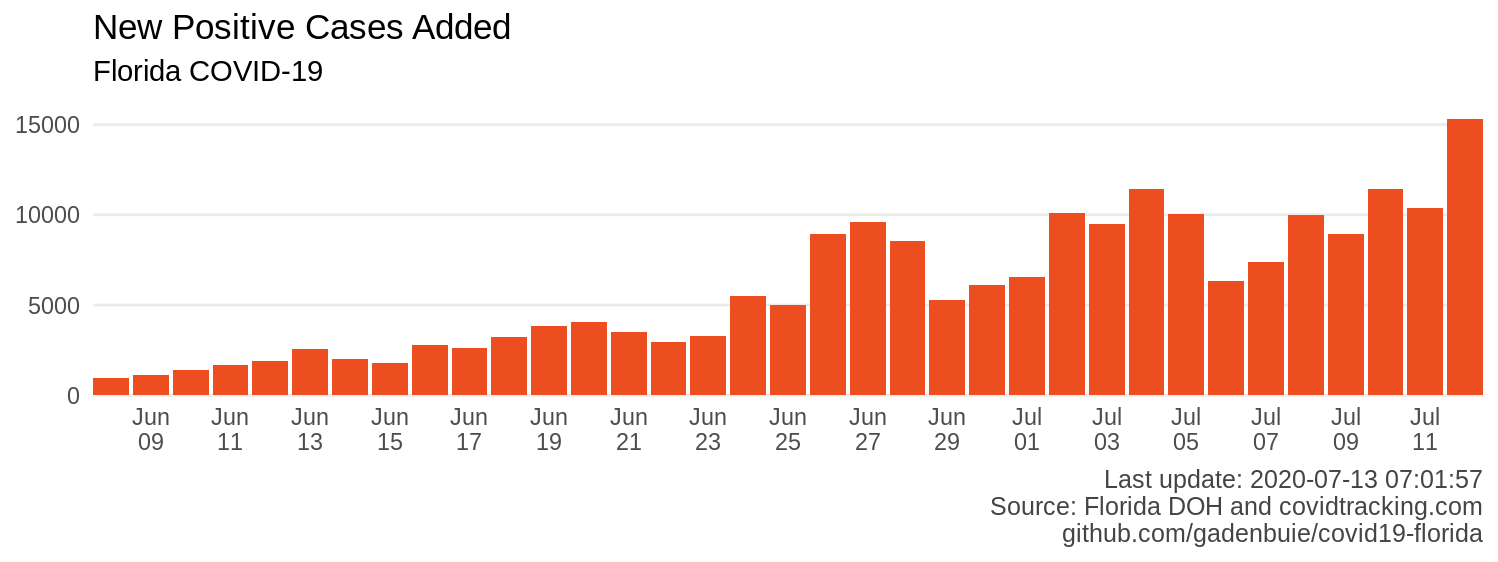 New Positive Cases Added
Florida COVID-19
15000
10000
5000
0
Jun Jun Jun Jun Jun Jun Jun Jun Jun Jun Jun Jul Jul Jul Jul Jul Jul
09 11 13 15 17 19 21 23 25 27 29 01 03 05 07 09 11
Last update: 2020-07-13 07:01:57
Source: Florida DOH and covidtracking.com
github.com/gadenbuie/covid19-florida